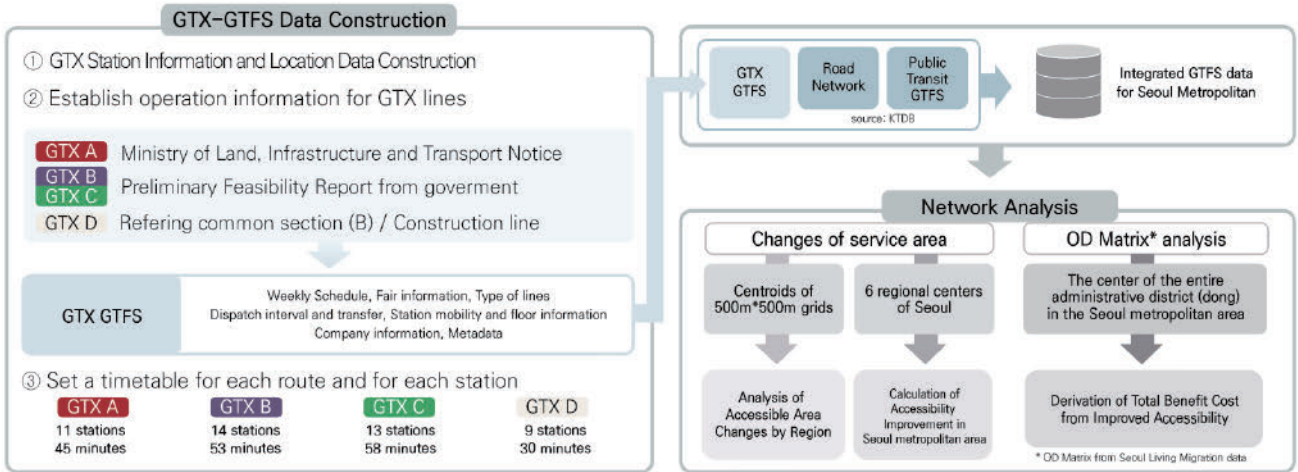 GTX-GTFS Data Construction
① GTX Station Information and Location Data Construction
② Establish operation information for GTX lines
GTX A Ministry of Land, Infrastructure and Transport Notice
GTX B
GTX C
Preliminary Feasibility Report from goverment
GTX D Refering common section (B) / Construction line
GTX GTFS
Weekly Schedule, Fair information, Type of lines
Dispatch interval and transfer, Station mobility and floor information
Company information, Metadata
③ Set a timetable for each route and for each station
GTX A
11 stations
45 minutes
GTX B
14 stations
53 minutes
GTX C
13 stations
58 minutes
GTX D
9 stations
30 minutes
GTX
GTFS
Road
Network
Public
Transit
GTFS
source: KTDB
Integrated GTFS data
for Seoul Metropolitan
Network Analysis
Changes of service area
Centroids of
500m*500m grids
6 regional centers
of Seoul
Analysis of
Accessible Area
Changes by Region
Calculation of
Accessibility
Improvement in
Seoul metropolitan area
OD Matrix* analysis
The center of the entire
administrative district (dong)
in the Seoul metropolitan area
Derivation of Total Benefit Cost
from Improved Accessibility
* OD Matrix from Seoul Living Migration data